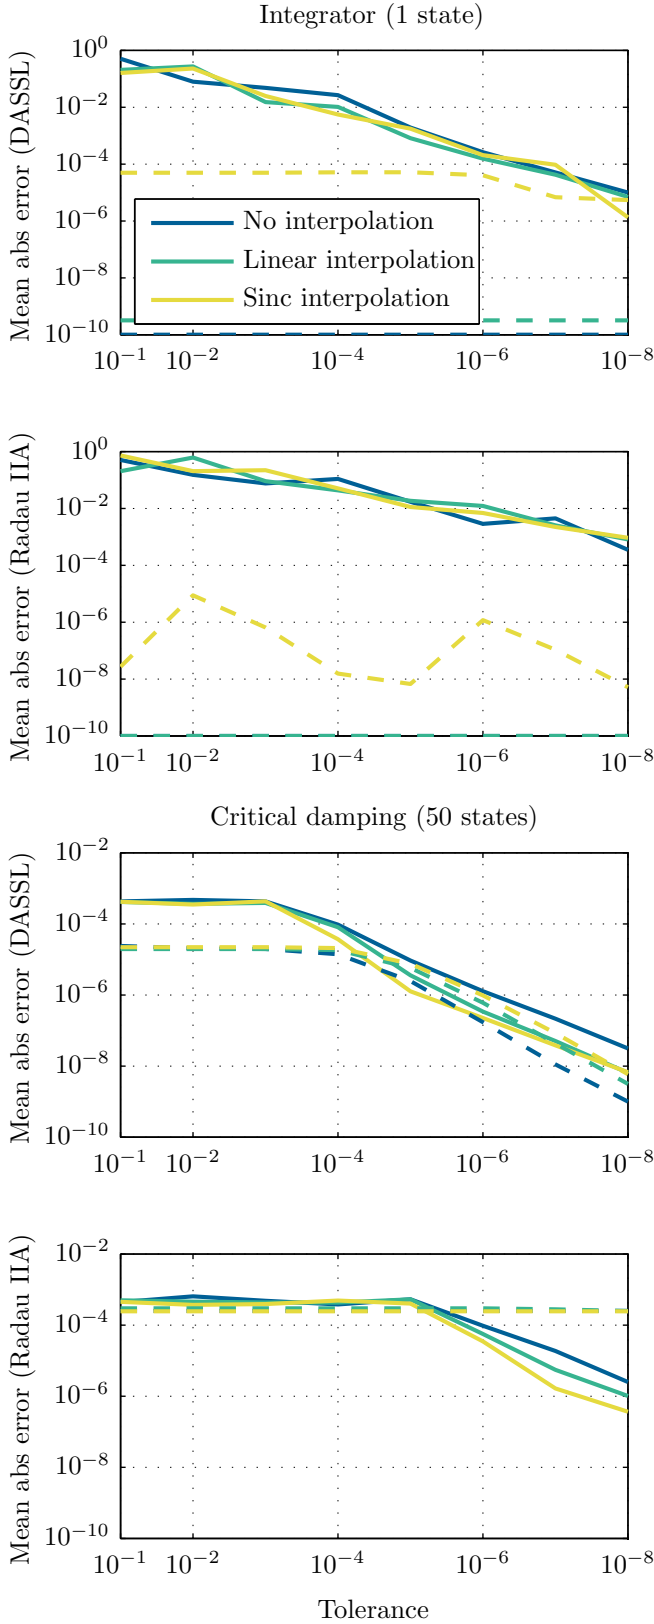 Integrator (1 state)
Mean abs error (DASSL)
10⁰
10⁻²
10⁻⁴
10⁻⁶
10⁻⁸
10⁻¹⁰
No interpolation
Linear interpolation
Sinc interpolation
10⁻¹ 10⁻² 10⁻⁴ 10⁻⁶ 10⁻⁸
Mean abs error (Radau IIA)
10⁰
10⁻²
10⁻⁴
10⁻⁶
10⁻⁸
10⁻¹⁰
10⁻¹ 10⁻² 10⁻⁴ 10⁻⁶ 10⁻⁸
Critical damping (50 states)
Mean abs error (DASSL)
10⁻²
10⁻⁴
10⁻⁶
10⁻⁸
10⁻¹⁰
10⁻¹ 10⁻² 10⁻⁴ 10⁻⁶ 10⁻⁸
Mean abs error (Radau IIA)
10⁻²
10⁻⁴
10⁻⁶
10⁻⁸
10⁻¹⁰
10⁻¹ 10⁻² 10⁻⁴ 10⁻⁶ 10⁻⁸
Tolerance